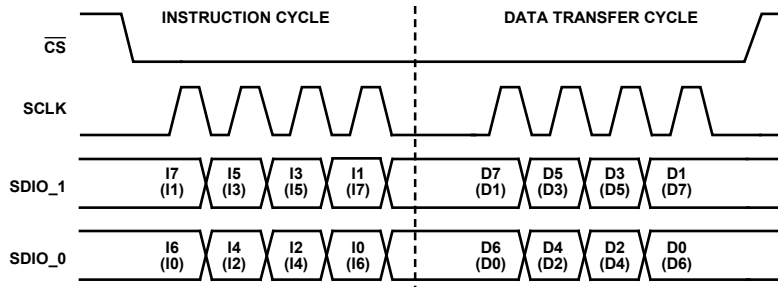 INSTRUCTION CYCLE DATA TRANSFER CYCLE
CS
SCLK
SDIO_1 I7 I5 I3 I1 D7 D5 D3 D1
(I1) (I3) (I5) (I7) (D1) (D3) (D5) (D7)
SDIO_0 I6 I4 I2 I0 D6 D4 D2 D0
(I0) (I2) (I4) (I6) (D0) (D2) (D4) (D6)